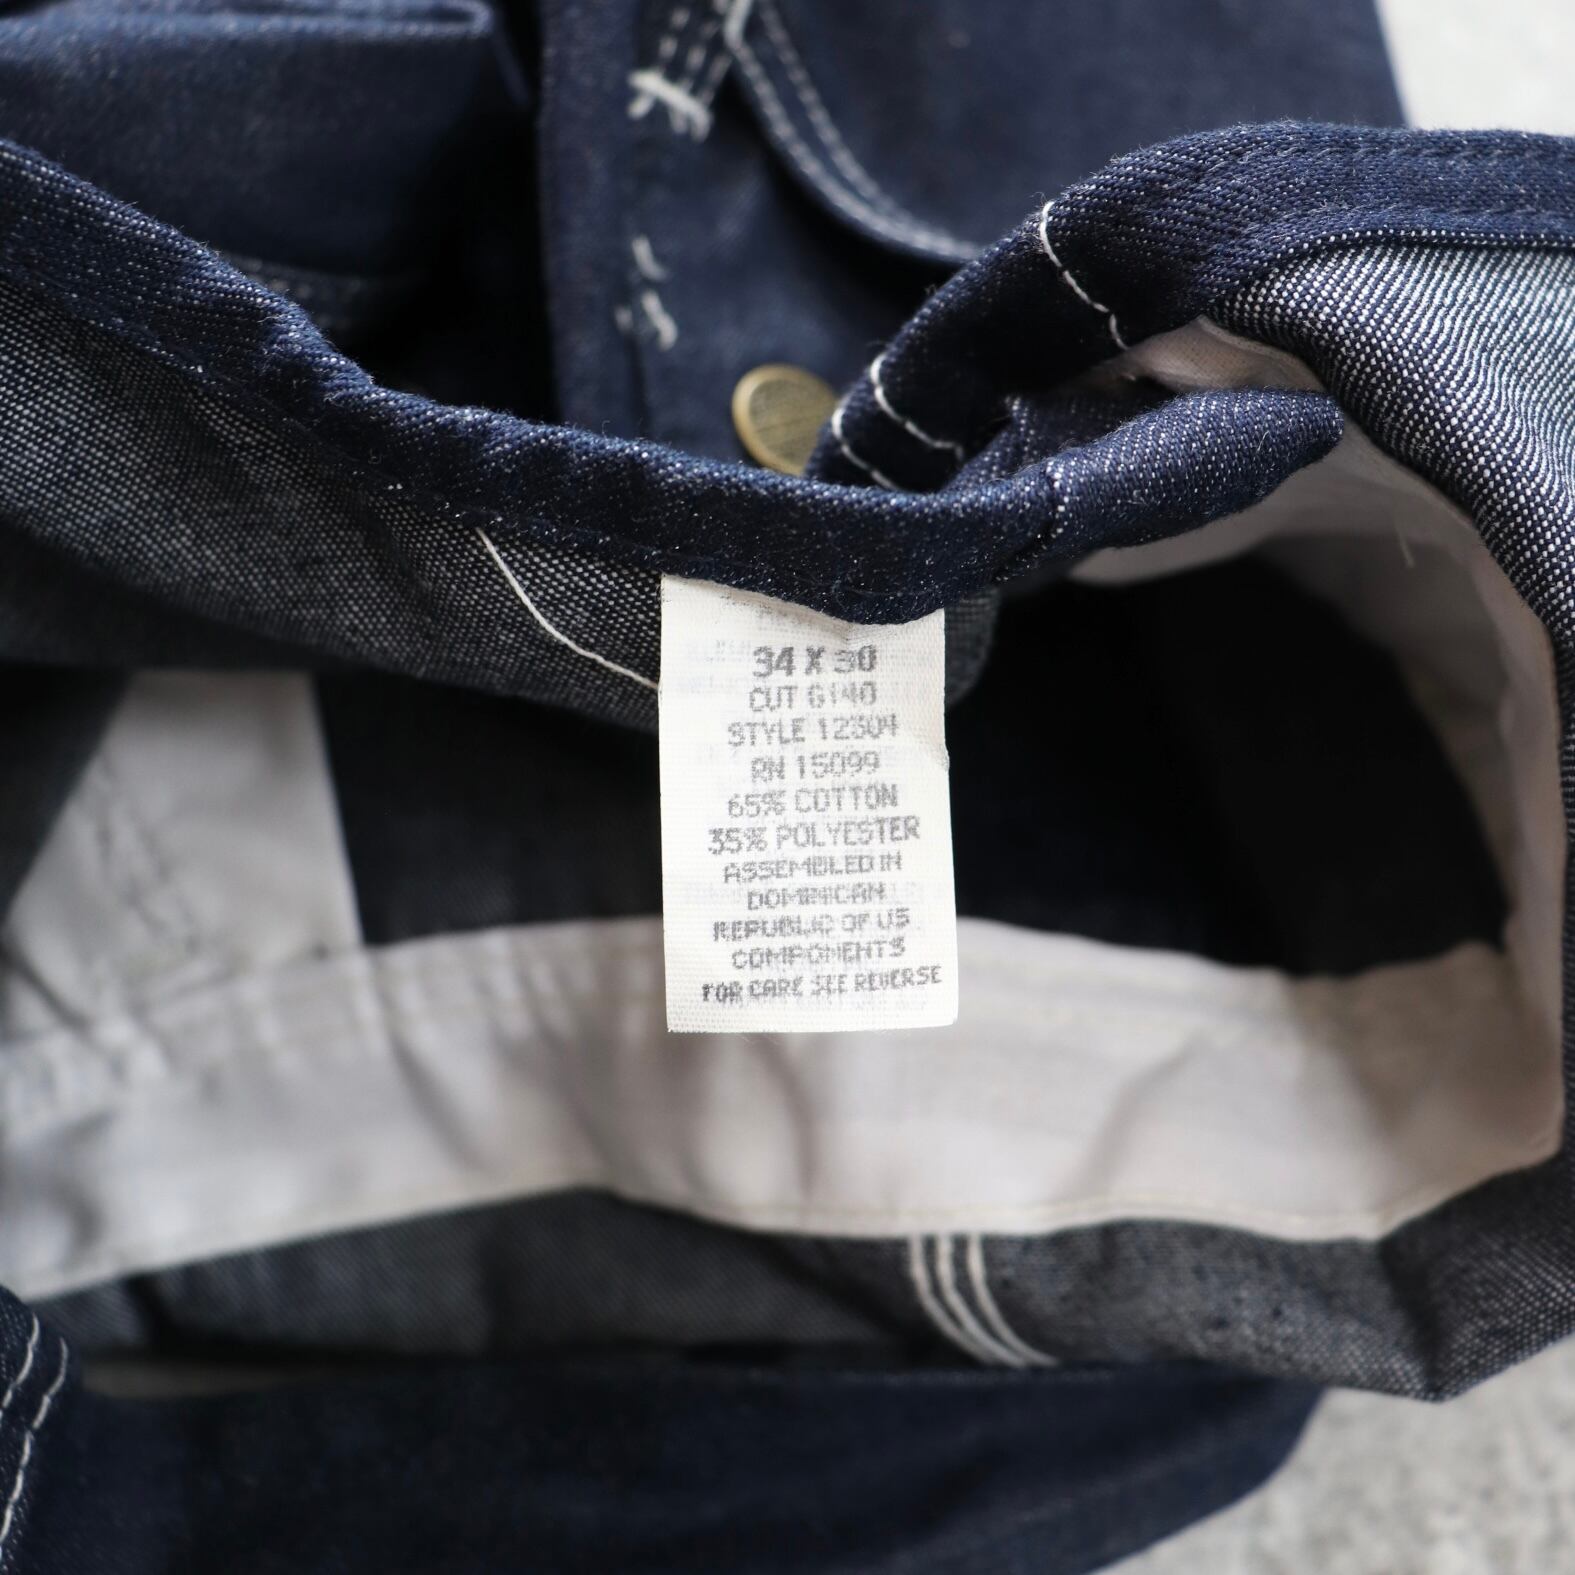 34 X 30
CUT 6140
STYLE 12304
RN 15099
65% COTTON
35% POLYESTER
ASSEMBLED IN
DOMINICAN
REPUBLIC OF US
COMPONENTS
FOR CARE SEE REVERSE